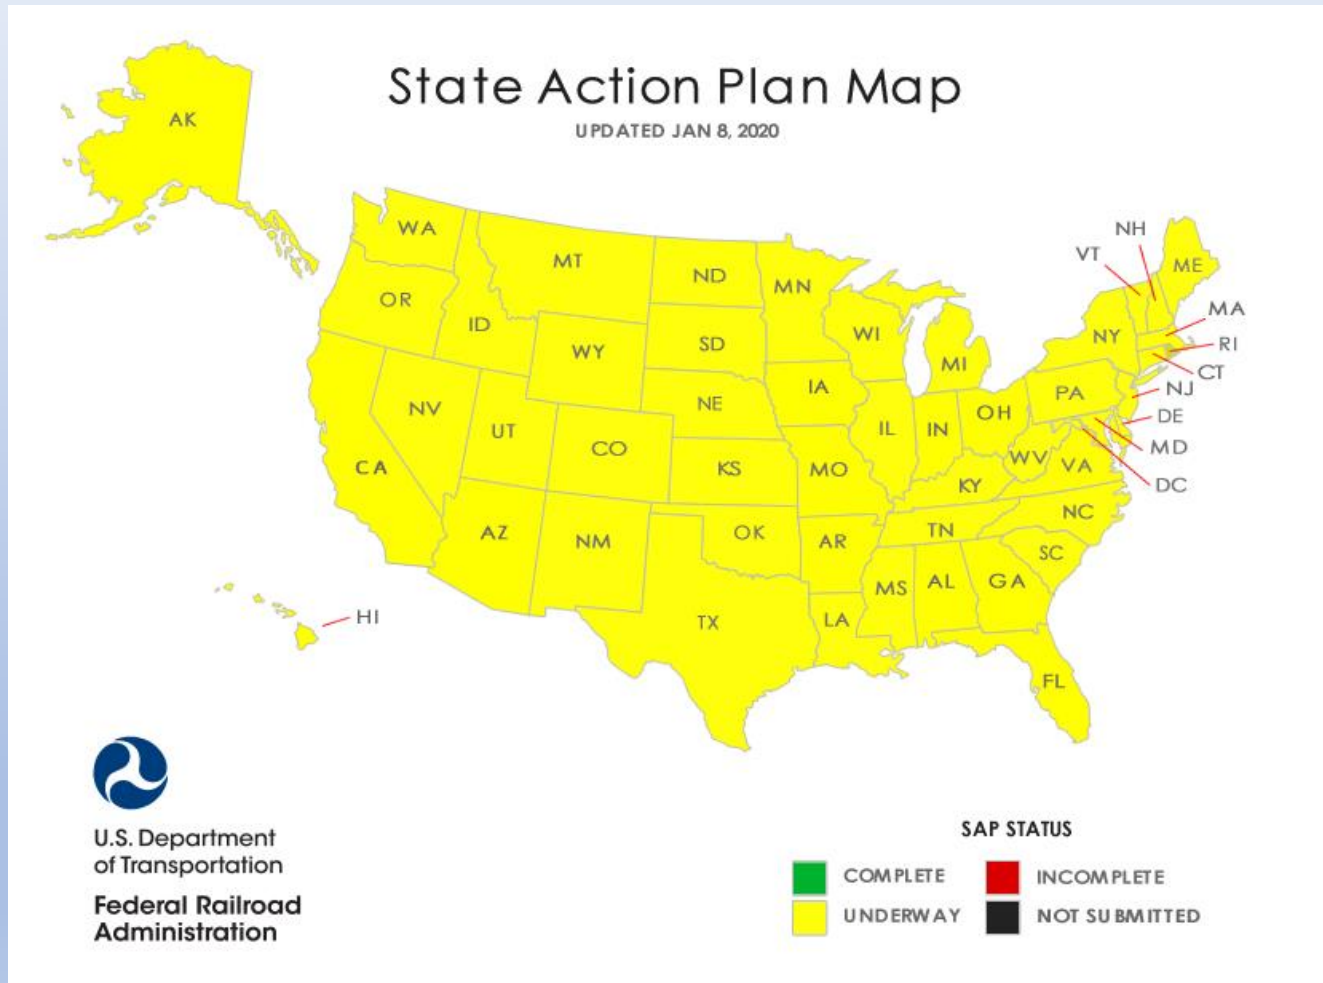 State Action Plan Map
UPDATED JAN 8, 2020
AK
WA
MT
ND
MN
OR
ID
WY
SD
WI
MI
NY
VT
NH
ME
MA
RI
CT
NJ
DE
MD
DC
NV
UT
CO
NE
IA
IL
IN
OH
PA
CA
KS
MO
KY
WV
VA
AZ
NM
OK
AR
TN
NC
SC
MS
AL
GA
HI
TX
LA
FL
U.S. Department
of Transportation
Federal Railroad
Administration
SAP STATUS
COMPLETE
INCOMPLETE
UNDERWAY
NOT SUBMITTED